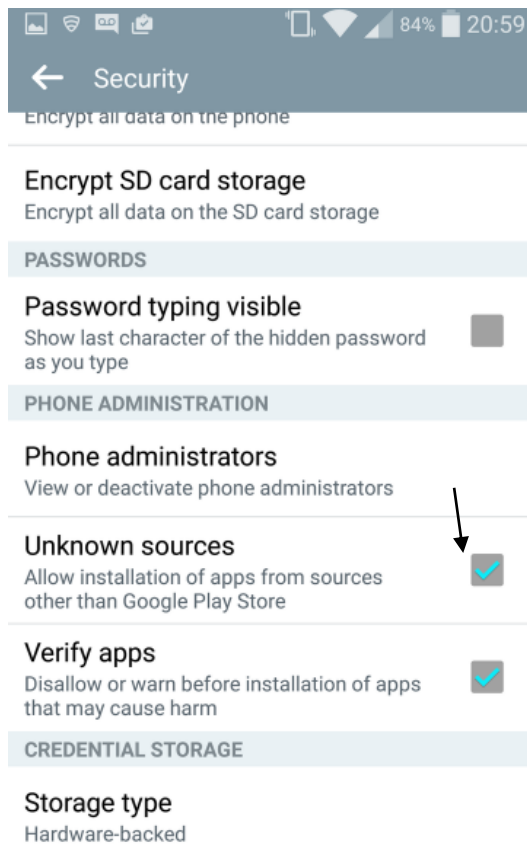 84% 20:59
Security
Encrypt all data on the phone
Encrypt SD card storage
Encrypt all data on the SD card storage
PASSWORDS
Password typing visible
Show last character of the hidden password
as you type
PHONE ADMINISTRATION
Phone administrators
View or deactivate phone administrators
Unknown sources
Allow installation of apps from sources
other than Google Play Store
Verify apps
Disallow or warn before installation of apps
that may cause harm
CREDENTIAL STORAGE
Storage type
Hardware-backed